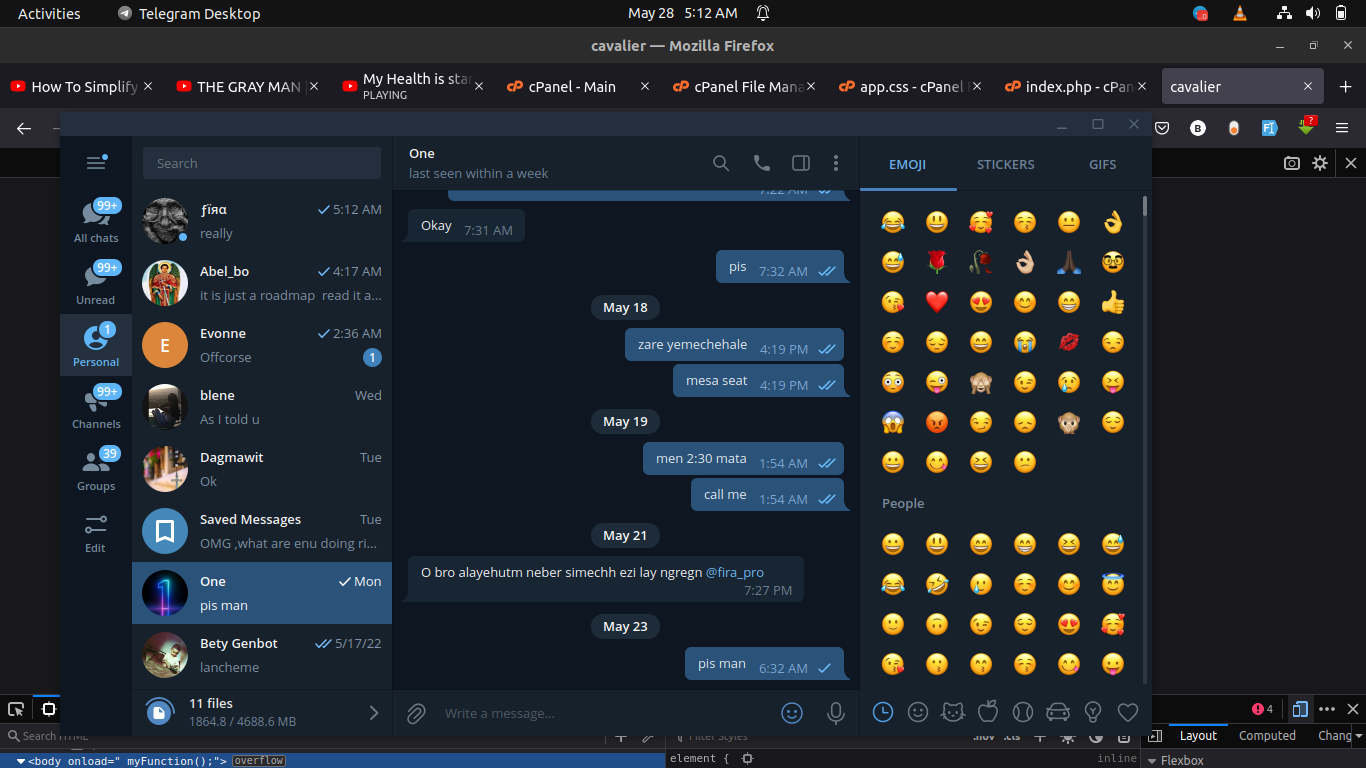 Activities
Telegram Desktop
May 28 5:12 AM
cavalier — Mozilla Firefox
How To Simplify
THE GRAY MAN
My Health is star
PLAYING
cPanel - Main
cPanel File Mana
app.css - cPanel
index.php - cPan
cavalier
Search
EMOJI
STICKERS
GIFS
99+
All chats
99+
Unread
1
Personal
99+
Channels
39
Groups
Edit
ƒïяα
5:12 AM
really
Abel_bo
4:17 AM
it is just a roadmap read it a...
E
Evonne
2:36 AM
Offcorse
1
blene
Wed
As I told u
Dagmawit
Tue
Ok
Saved Messages
Tue
OMG ,what are enu doing ri...
One
Mon
pis man
Bety Genbot
5/17/22
lancheme
11 files
1864.8 / 4688.6 MB
One
last seen within a week
7:22 AM
Okay 7:31 AM
pis 7:32 AM
May 18
zare yemechehale 4:19 PM
mesa seat 4:19 PM
May 19
men 2:30 mata 1:54 AM
call me 1:54 AM
May 21
O bro alayehutm neber simechh ezi lay ngregn @fira_pro
7:27 PM
May 23
pis man 6:32 AM
Write a message...
People
4
Search HTML
Filter Styles
:hov .cls
Layout
Computed
Chang
<body onload=" myFunction();">
overflow
element {
inline
Flexbox